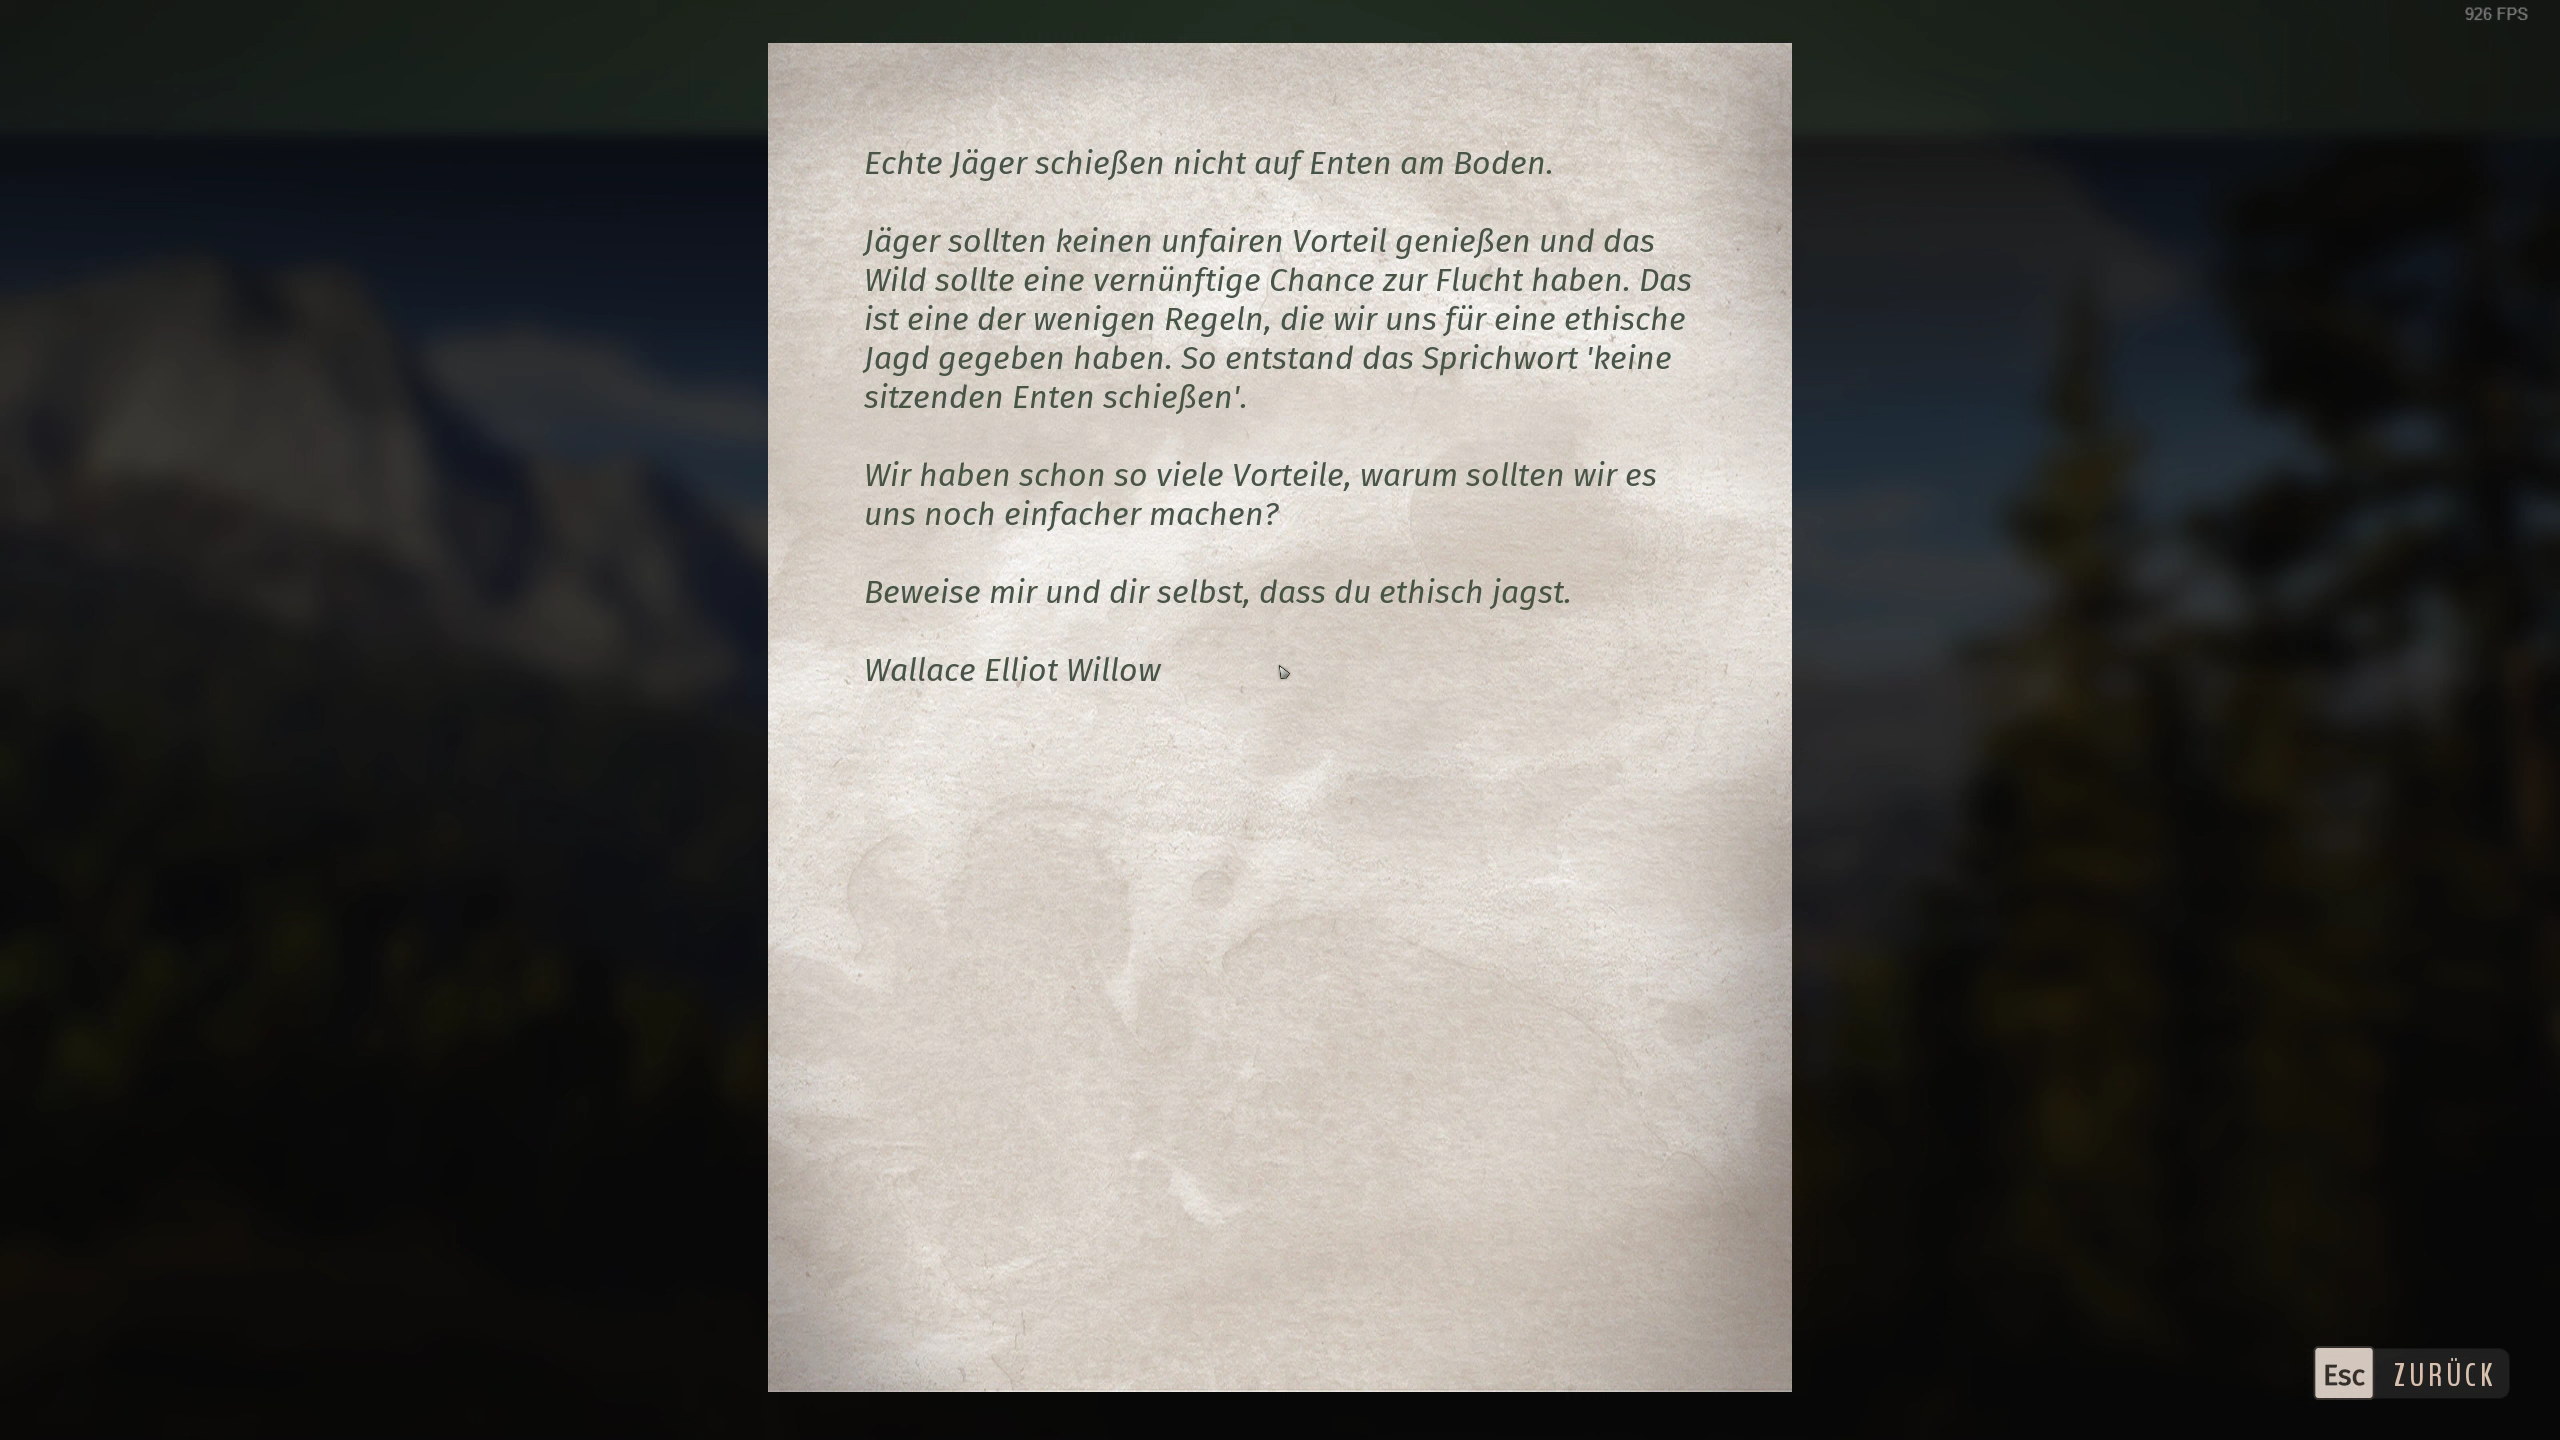 926 FPS
Echte Jäger schießen nicht auf Enten am Boden.
Jäger sollten keinen unfairen Vorteil genießen und das
Wild sollte eine vernünftige Chance zur Flucht haben. Das
ist eine der wenigen Regeln, die wir uns für eine ethische
Jagd gegeben haben. So entstand das Sprichwort 'keine
sitzenden Enten schießen'.
Wir haben schon so viele Vorteile, warum sollten wir es
uns noch einfacher machen?
Beweise mir und dir selbst, dass du ethisch jagst.
Wallace Elliot Willow
Esc ZURÜCK